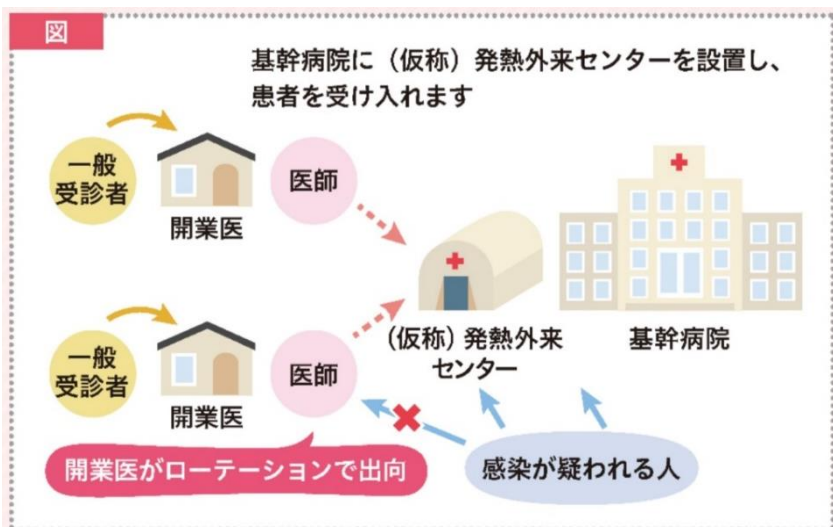 図
基幹病院に（仮称）発熱外来センターを設置し、
患者を受け入れます
一般
受診者
開業医
医師
一般
受診者
開業医
医師
(仮称) 発熱外来
センター
基幹病院
開業医がローテーションで出向
感染が疑われる人